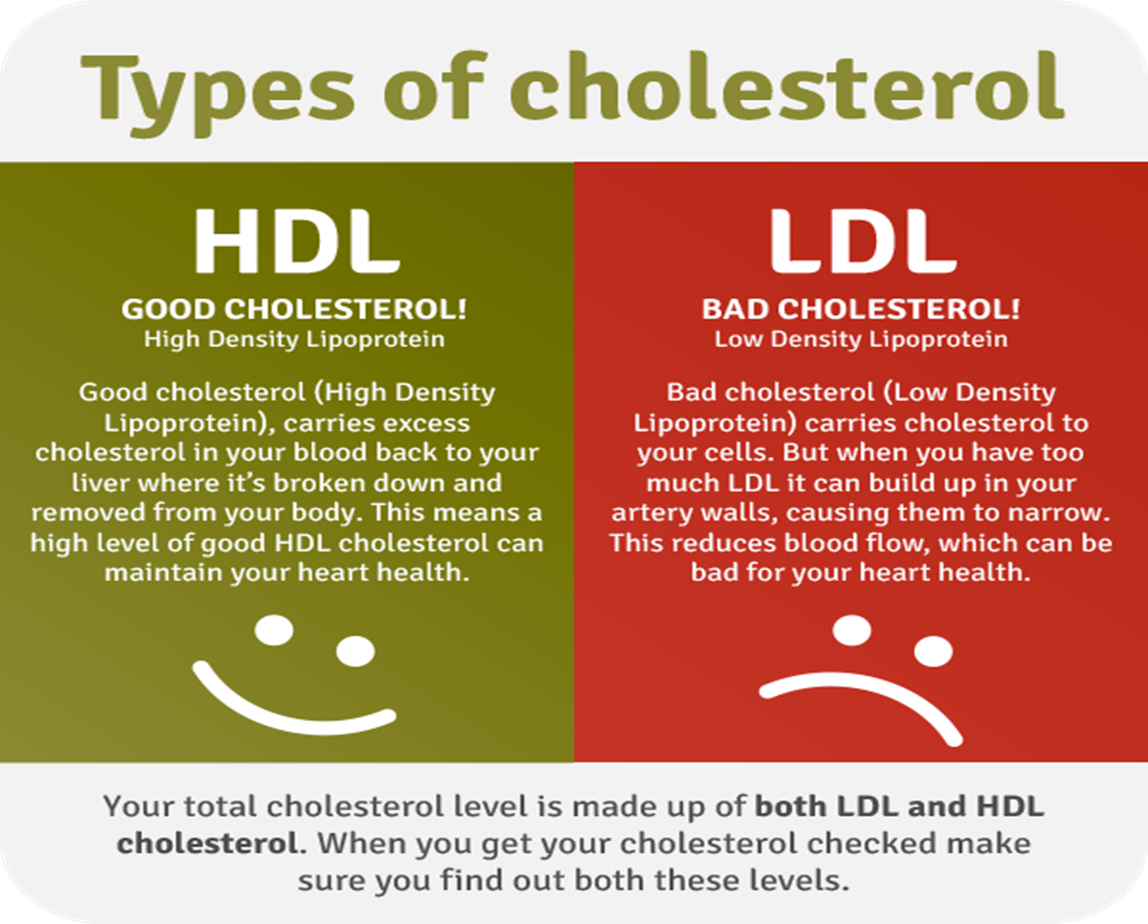 Types of cholesterol
HDL
GOOD CHOLESTEROL!
High Density Lipoprotein
Good cholesterol (High Density
Lipoprotein), carries excess
cholesterol in your blood back to your
liver where it’s broken down and
removed from your body. This means a
high level of good HDL cholesterol can
maintain your heart health.
LDL
BAD CHOLESTEROL!
Low Density Lipoprotein
Bad cholesterol (Low Density
Lipoprotein) carries cholesterol to
your cells. But when you have too
much LDL it can build up in your
artery walls, causing them to narrow.
This reduces blood flow, which can be
bad for your heart health.
Your total cholesterol level is made up of both LDL and HDL
cholesterol. When you get your cholesterol checked make
sure you find out both these levels.